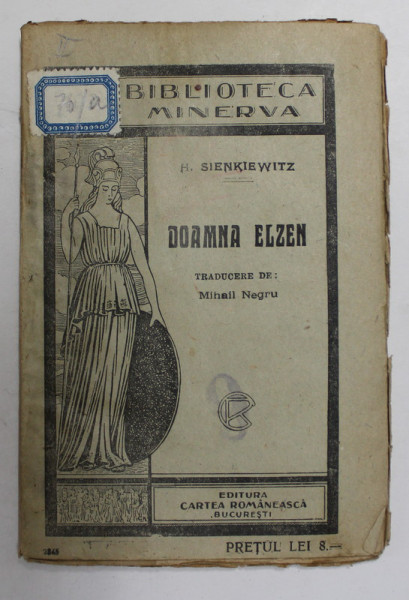 BIBLIOTECA
MINERVA
H. SIENKIEWITZ
DOAMNA ELZEN
TRADUCERE DE:
Mihail Negru
EDITURA
CARTEA ROMÂNEASCĂ
BUCUREȘTI
PREȚUL LEI 8.—